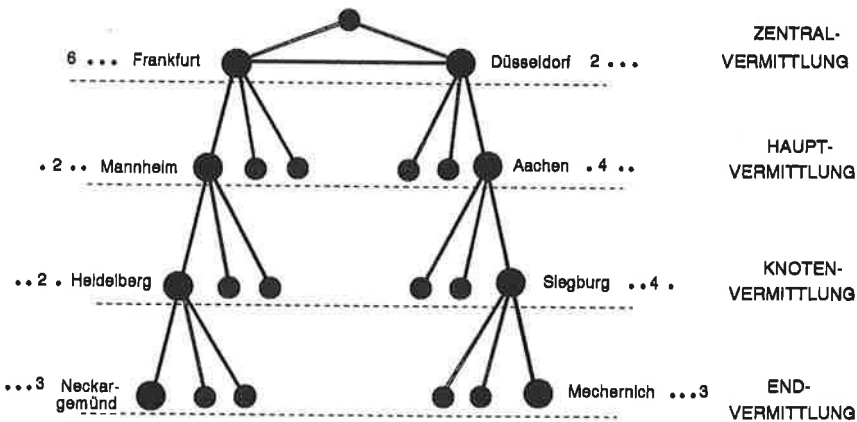 6 ... Frankfurt
Düsseldorf 2 ...
ZENTRAL-
VERMITTLUNG
. 2 .. Mannheim
Aachen . 4 ..
HAUPT-
VERMITTLUNG
.. 2 . Heidelberg
Siegburg .. 4 .
KNOTEN-
VERMITTLUNG
... 3 Neckar-
gemünd
Mechernich ... 3
END-
VERMITTLUNG